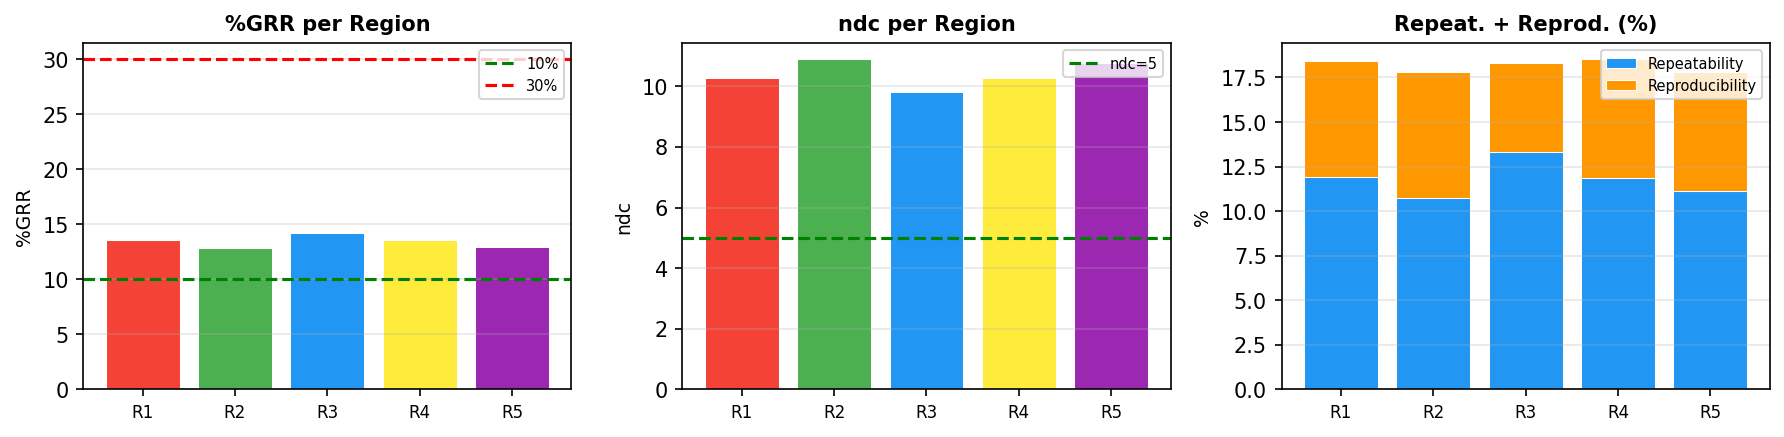 %GRR per Region
%GRR
30
25
20
15
10
5
0
10%
30%
R1 R2 R3 R4 R5
ndc per Region
ndc
10
8
6
4
2
0
ndc=5
R1 R2 R3 R4 R5
Repeat. + Reprod. (%)
%
17.5
15.0
12.5
10.0
7.5
5.0
2.5
0.0
Repeatability
Reproducibility
R1 R2 R3 R4 R5